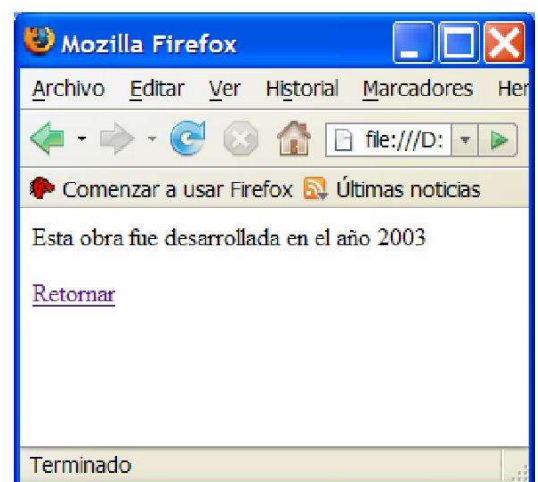 Mozilla Firefox
Archivo Editar Ver Historial Marcadores Her
file:///D:
Comenzar a usar Firefox Últimas noticias
Esta obra fue desarrollada en el año 2003
Retornar
Terminado